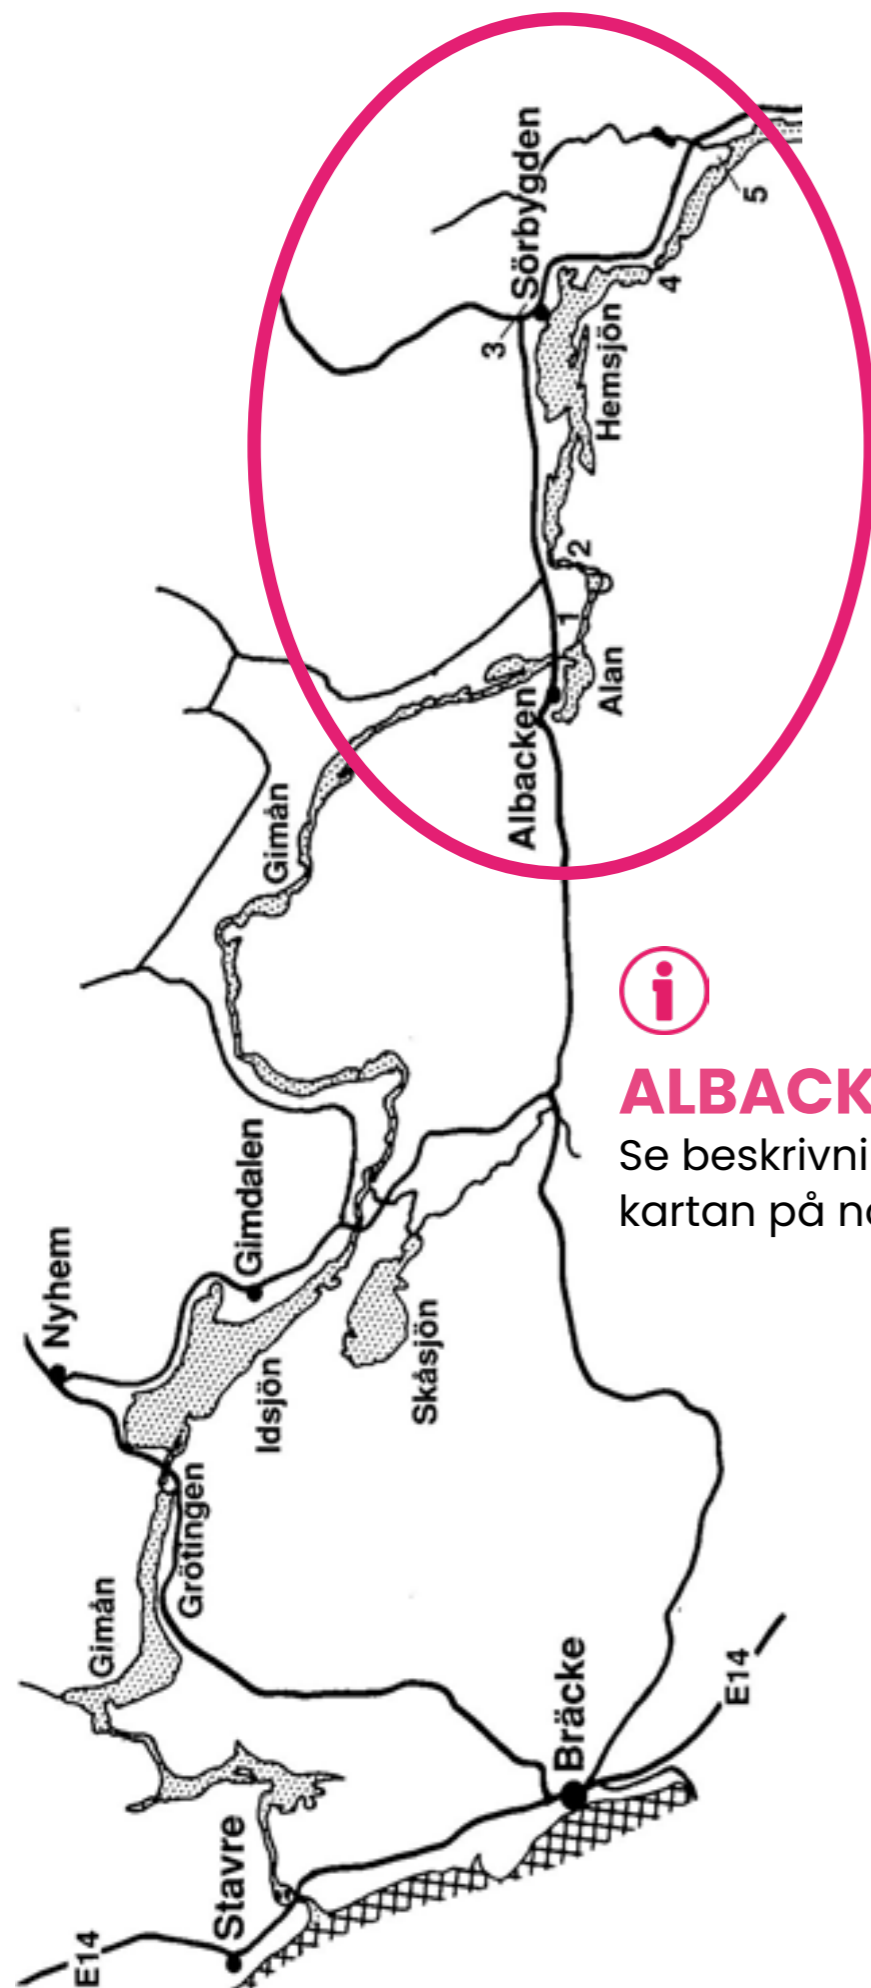 Sörbygden
5
4
3
Hemsjön
2
1
Alan
Albacken
Gimån
ALBACK
Se beskrivni
kartan på n
Gimdalen
Nyhem
Skåsjön
Idsjön
Grötingen
Gimån
E14
Bräcke
Stavre
E14